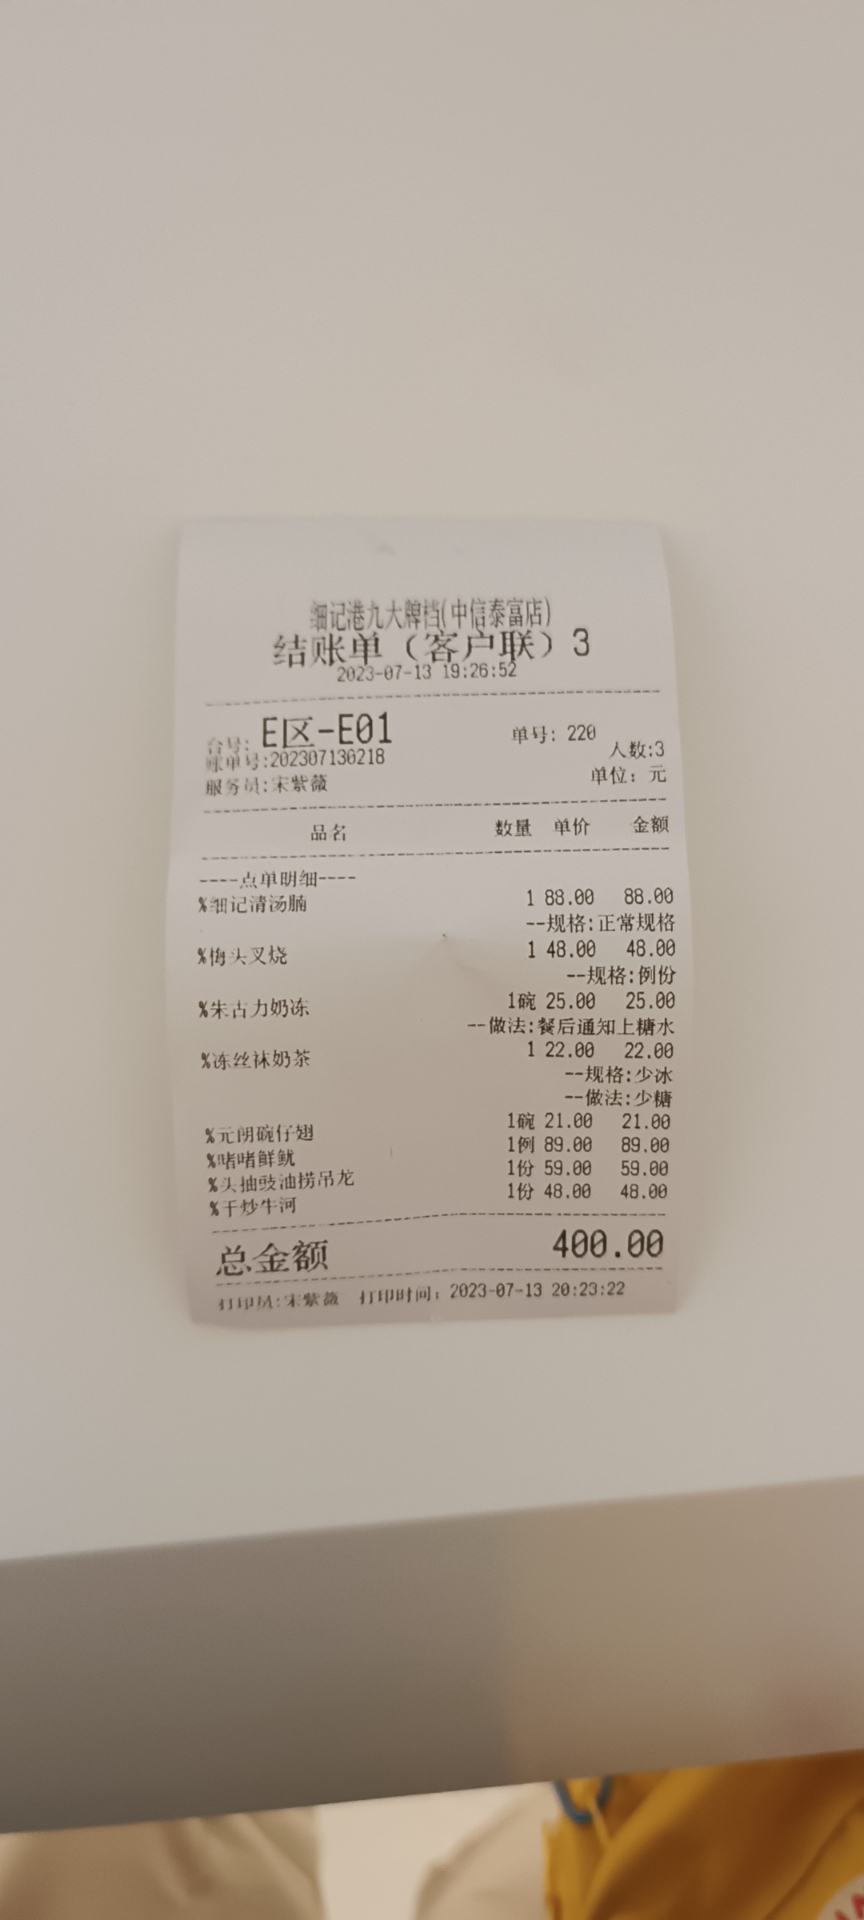 细记港九大牌档(中信泰富店)
结账单（客户联）3
2023-07-13 19:26:52
台号: E区-E01 单号: 220
账单号:202307130218 人数:3
服务员:宋紫薇 单位: 元
品名 数量 单价 金额
----点单明细----
%细记清汤腩 1 88.00 88.00
--规格:正常规格
%梅头叉烧 1 48.00 48.00
--规格:例份
%朱古力奶冻 1碗 25.00 25.00
--做法:餐后通知上糖水
%冻丝袜奶茶 1 22.00 22.00
--规格:少冰
--做法:少糖
%元朗碗仔翅 1碗 21.00 21.00
%啫啫鲜鱿 1例 89.00 89.00
%头抽豉油捞吊龙 1份 59.00 59.00
%干炒牛河 1份 48.00 48.00
总金额 400.00
打印员:宋紫薇 打印时间: 2023-07-13 20:23:22